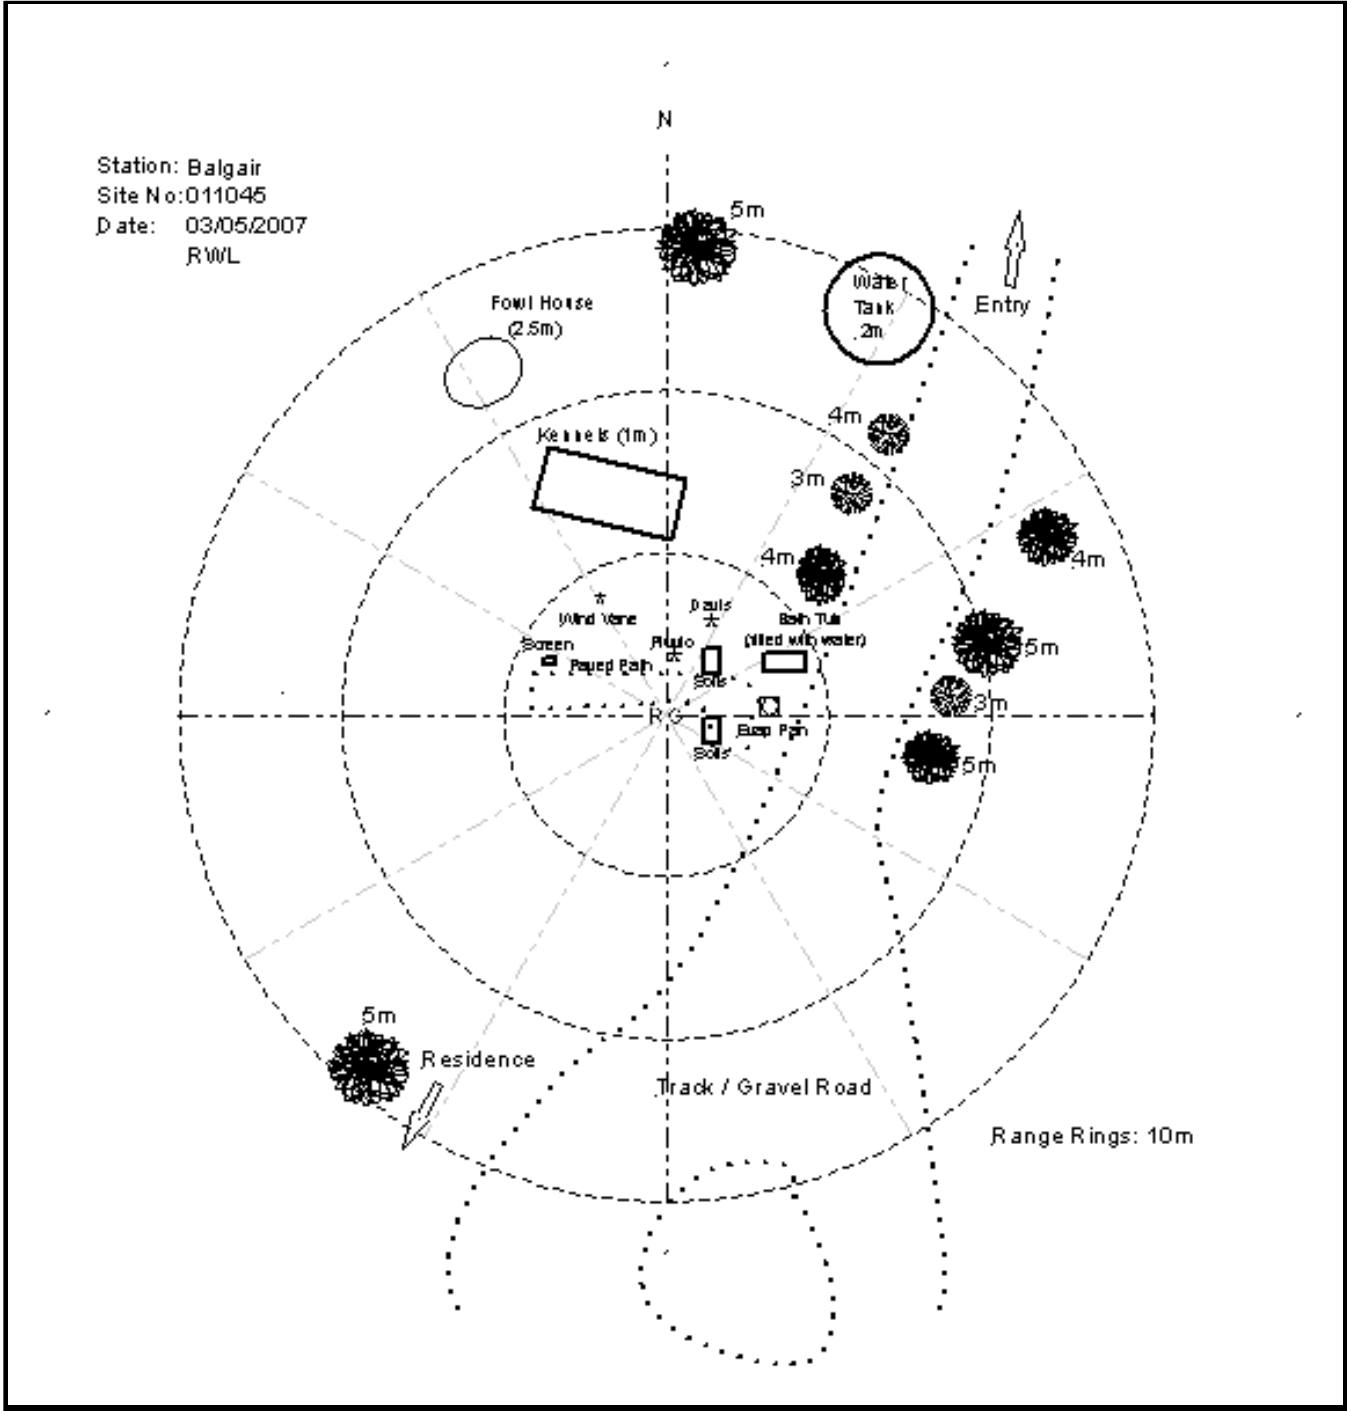 N
Station: Balgair
Site No:011045
Date: 03/05/2007
RWL
5m
Water
Tank
2m
Entry
Fowl House
(2.5m)
4m
Kennels (1m)
3m
4m
4m
Davis
Wind Vane
Bath Tub
(filled with water)
Screen
Pluvio
5m
Paved Path
Soils
3m
RG
Evap Pan
Soils
5m
5m
Residence
Track / Gravel Road
Range Rings: 10m